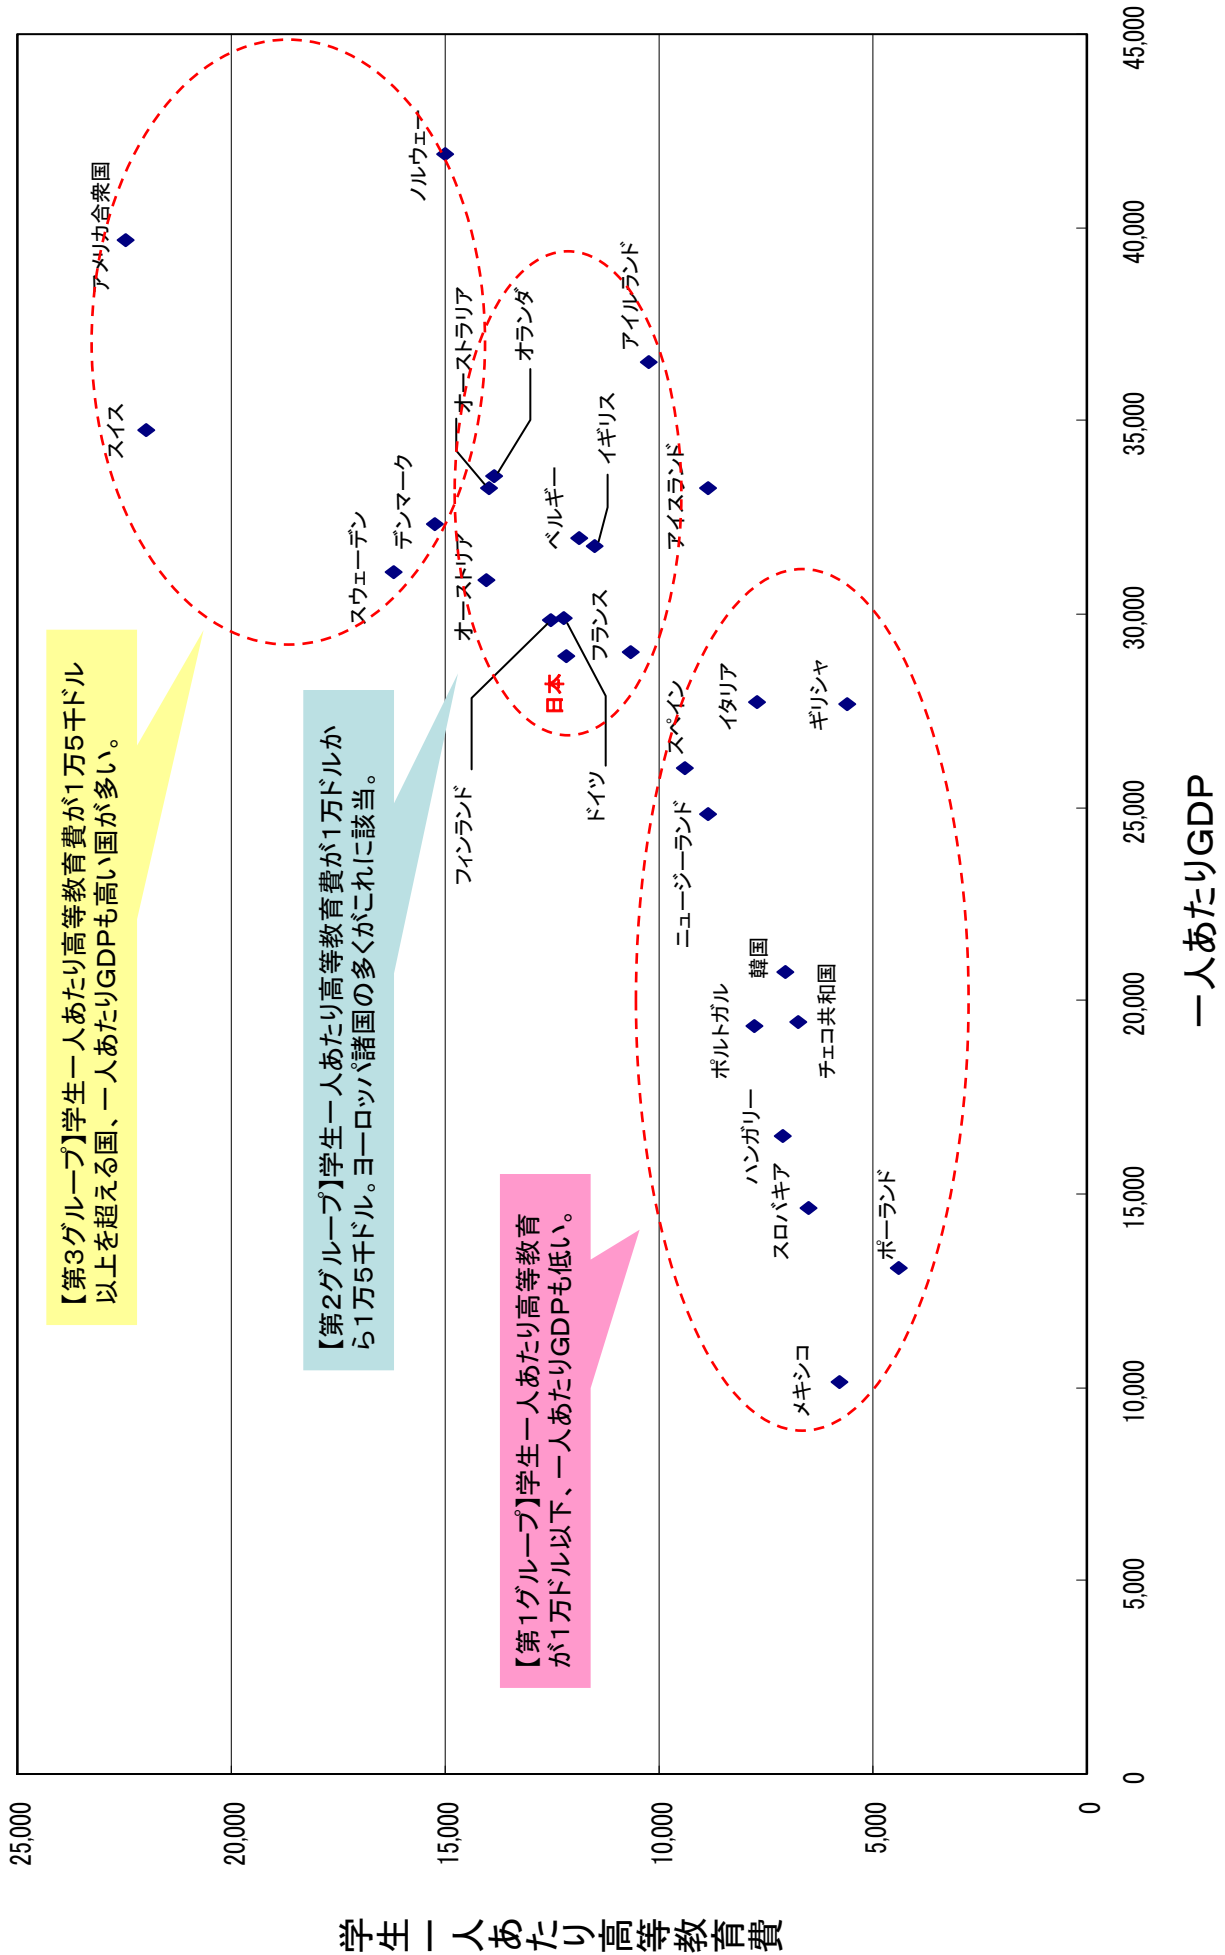 学生一人あたり高等教育費
25,000
20,000
15,000
10,000
5,000
0
【第3グループ】学生一人あたり高等教育費が1万5千ドル
以上を超える国、一人あたりGDPも高い国が多い。
【第2グループ】学生一人あたり高等教育費が1万ドルか
ら1万5千ドル。ヨーロッパ諸国の多くがこれに該当。
【第1グループ】学生一人あたり高等教育
が1万ドル以下、一人あたりGDPも低い。
アメリカ合衆国
スイス
ノルウェー
スウェーデン
デンマーク
オーストリア
オーストラリア
オランダ
フィンランド
日本
ドイツ
ベルギー
イギリス
フランス
アイルランド
アイスランド
スペイン
ニュージーランド
イタリア
ギリシャ
韓国
ポルトガル
チェコ共和国
ハンガリー
スロバキア
ポーランド
メキシコ
0
5,000
10,000
15,000
20,000
25,000
30,000
35,000
40,000
45,000
一人あたりGDP